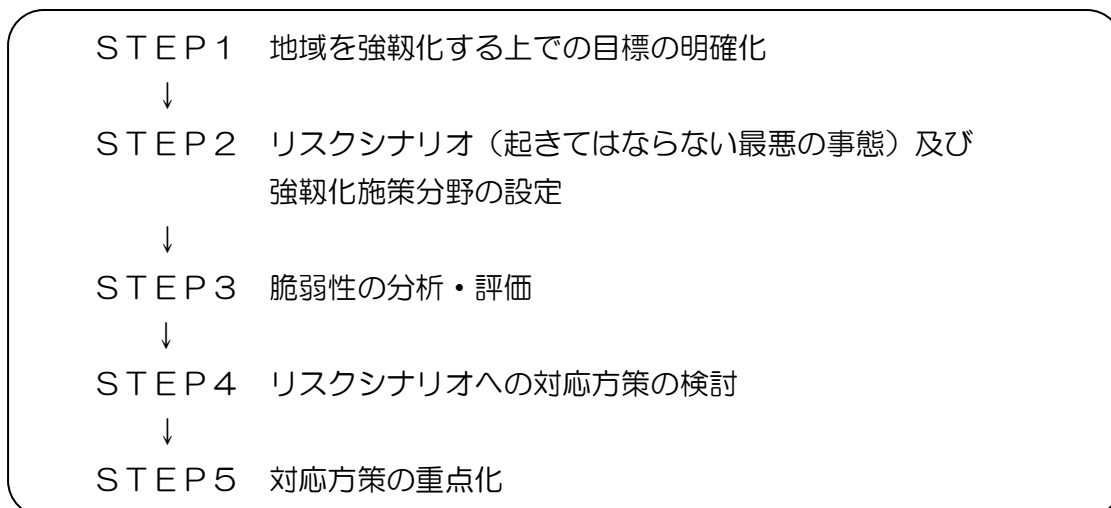 STEP1 地域を強靱化する上での目標の明確化
↓
STEP2 リスクシナリオ(起きてはならない最悪の事態)及び
強靱化施策分野の設定
↓
STEP3 脆弱性の分析・評価
↓
STEP4 リスクシナリオへの対応方策の検討
↓
STEP5 対応方策の重点化